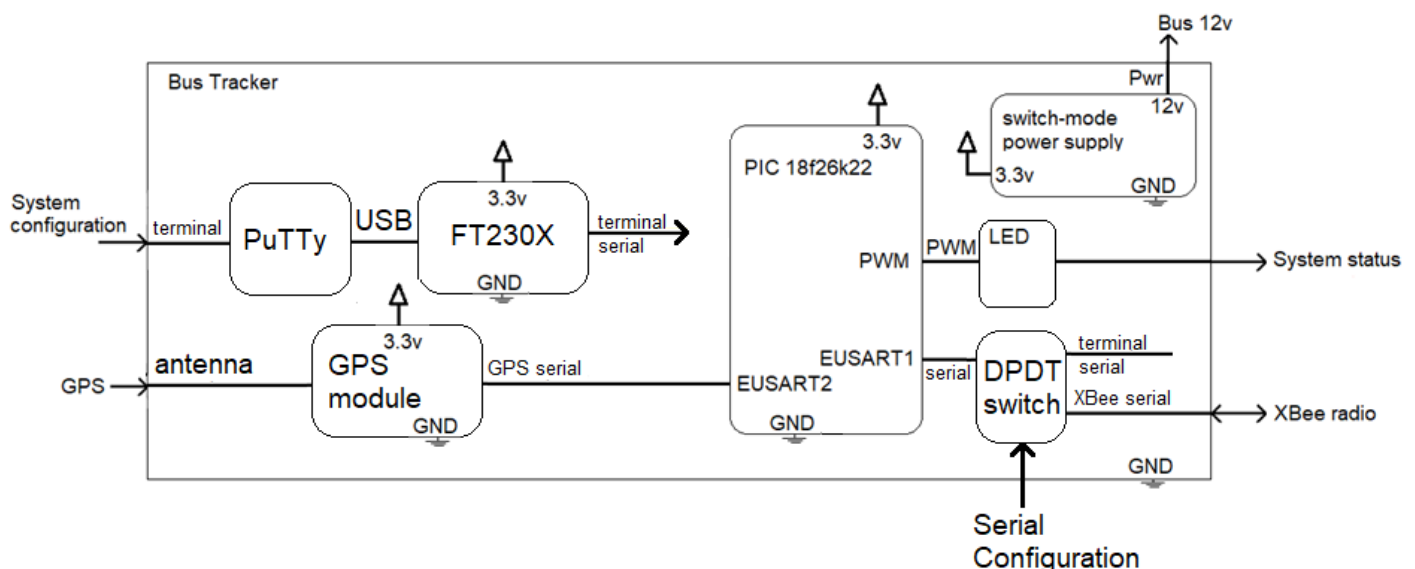 Bus 12v
Bus Tracker
Pwr
12v
switch-mode
power supply
3.3v
GND
3.3v
PIC 18f26k22
System
configuration
terminal
PuTTy
USB
3.3v
FT230X
GND
terminal
serial
PWM
PWM
LED
System status
GPS
antenna
3.3v
GPS
module
GND
GPS serial
EUSART2
EUSART1
GND
serial
DPDT
switch
terminal
serial
XBee serial
XBee radio
GND
Serial
Configuration